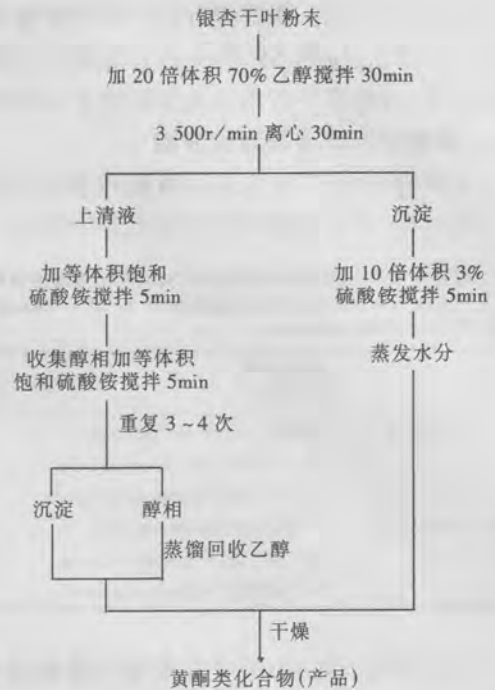 银杏干叶粉末
加 20 倍体积 70% 乙醇搅拌 30min
3 500r/min 离心 30min
上清液
沉淀
加等体积饱和
硫酸铵搅拌 5min
加 10 倍体积 3%
硫酸铵搅拌 5min
收集醇相加等体积
饱和硫酸铵搅拌 5min
蒸发水分
重复 3~4 次
沉淀
醇相
蒸馏回收乙醇
干燥
黄酮类化合物(产品)